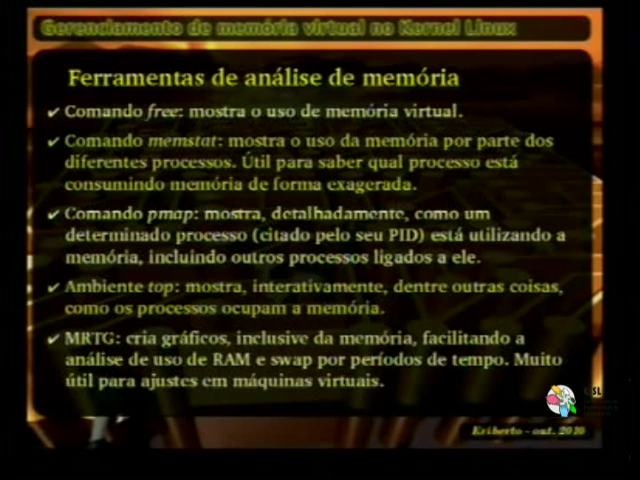 Gerenciamento de memória virtual no Kernel Linux
Ferramentas de análise de memória
✔ Comando free: mostra o uso de memória virtual.
✔ Comando memstat: mostra o uso da memória por parte dos
diferentes processos. Útil para saber qual processo está
consumindo memória de forma exagerada.
✔ Comando pmap: mostra, detalhadamente, como um
determinado processo (citado pelo seu PID) está utilizando a
memória, incluindo outros processos ligados a ele.
✔ Ambiente top: mostra, interativamente, dentre outras coisas,
como os processos ocupam a memória.
✔ MRTG: cria gráficos, inclusive da memória, facilitando a
análise de uso de RAM e swap por períodos de tempo. Muito
útil para ajustes em máquinas virtuais.
Eriberto - out. 2010